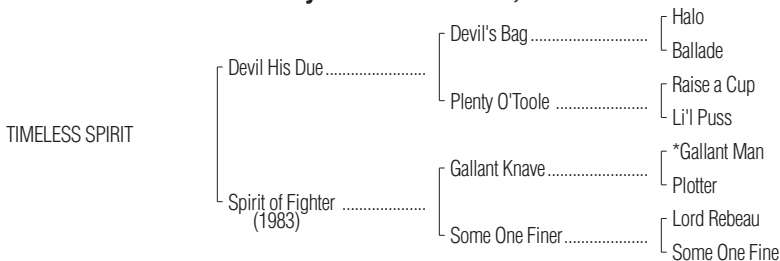 Halo
Devil's Bag
Ballade
Devil His Due
Raise a Cup
Plenty O'Toole
Li'l Puss
TIMELESS SPIRIT
*Gallant Man
Gallant Knave
Plotter
Spirit of Fighter
(1983)
Lord Rebeau
Some One Finer
Some One Fine